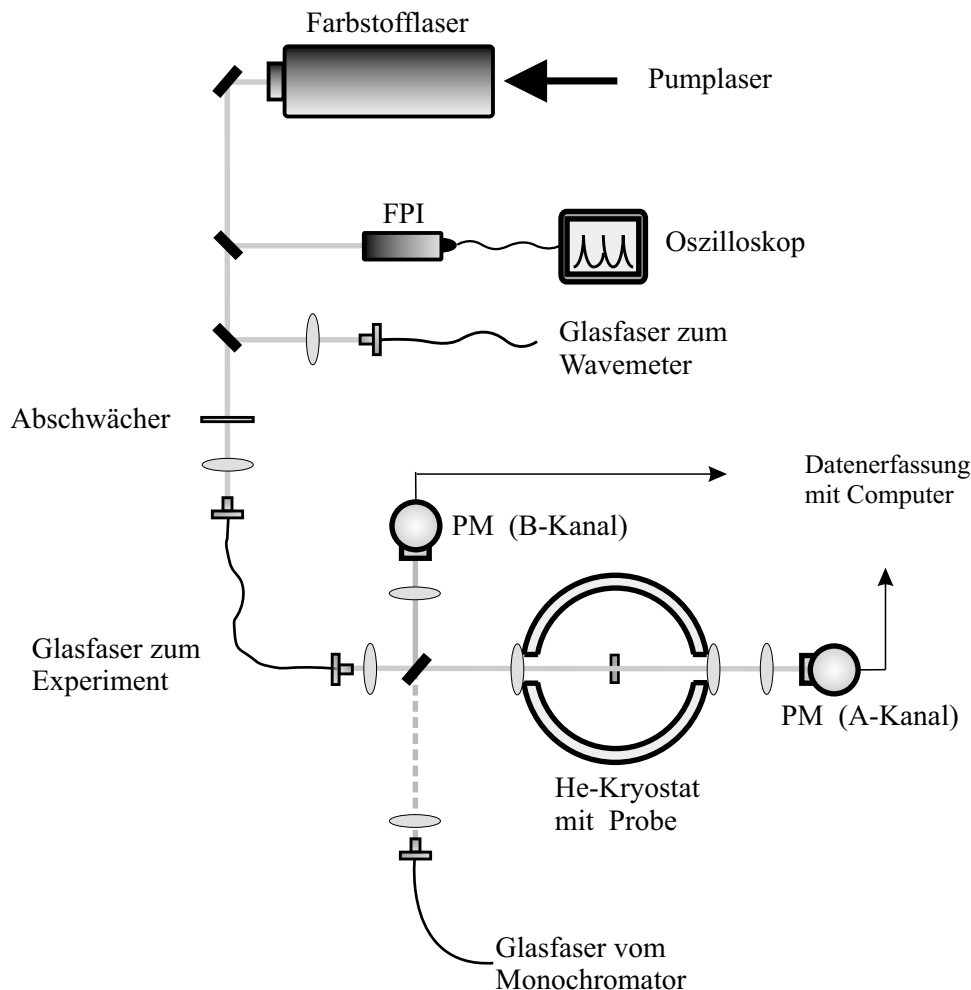 Farbstofflaser
Pumplaser
FPI
Oszilloskop
Glasfaser zum
Wavemeter
Abschwächer
Datenerfassung
mit Computer
PM (B-Kanal)
Glasfaser zum
Experiment
PM (A-Kanal)
He-Kryostat
mit Probe
Glasfaser vom
Monochromator